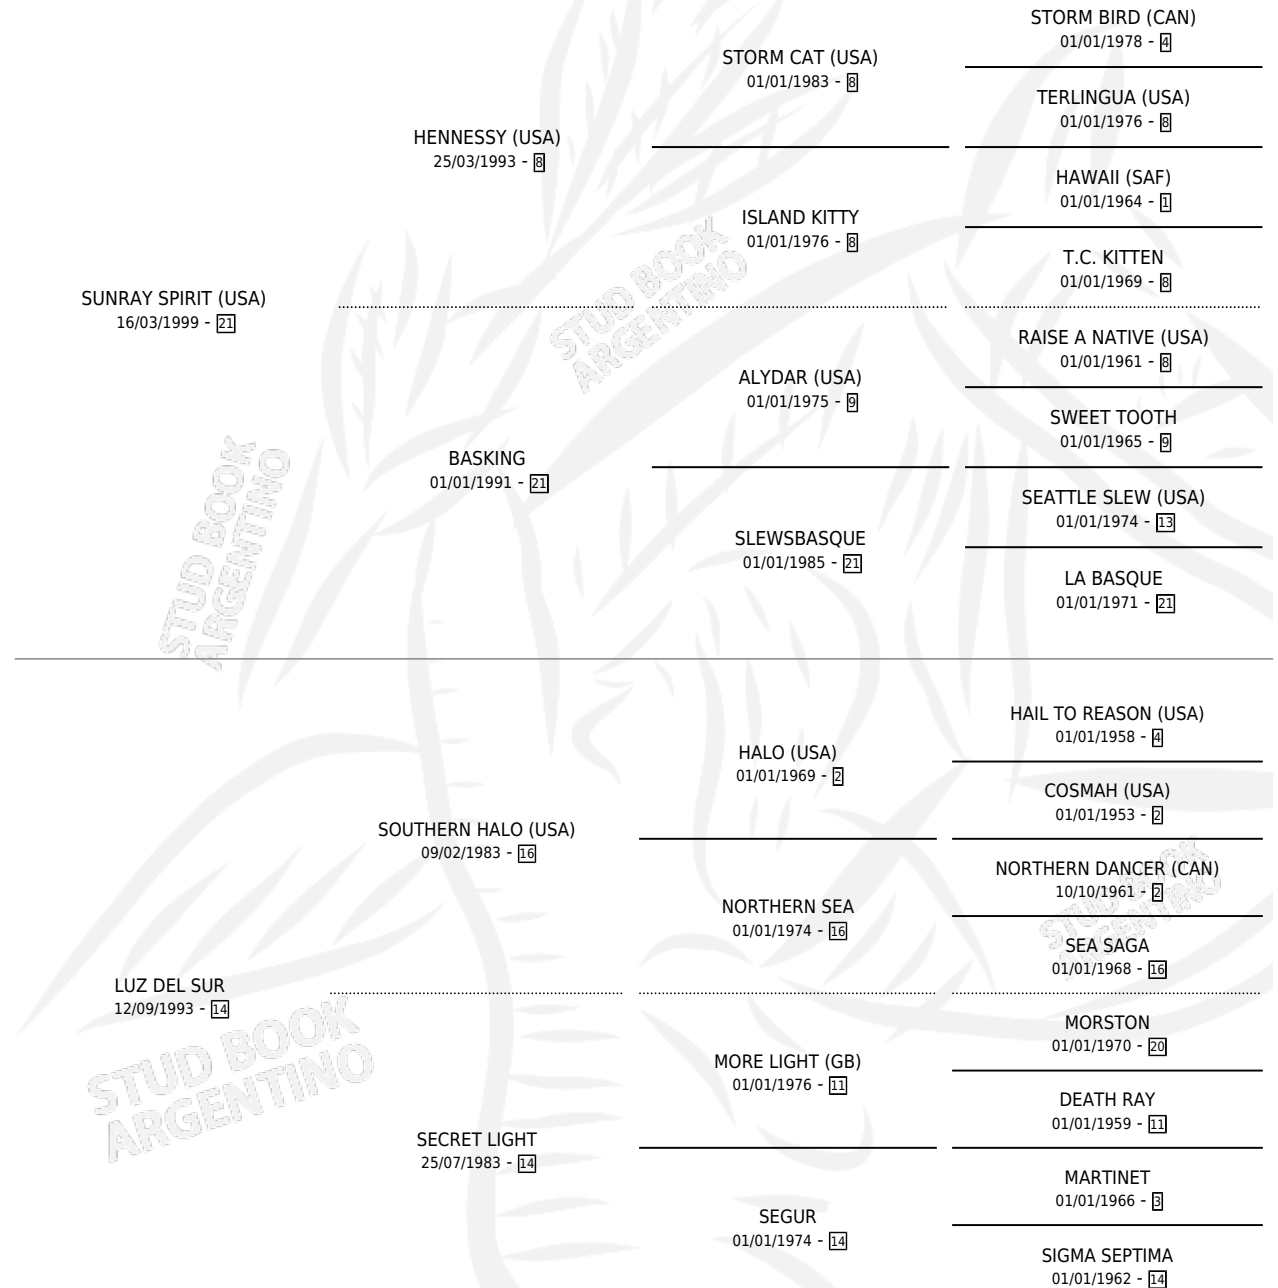 STORM BIRD (CAN)
01/01/1978 - 4
STORM CAT (USA)
01/01/1983 - 8
TERLINGUA (USA)
01/01/1976 - 8
HENNESSY (USA)
25/03/1993 - 8
HAWAII (SAF)
01/01/1964 - 1
ISLAND KITTY
01/01/1976 - 8
T.C. KITTEN
01/01/1969 - 8
SUNRAY SPIRIT (USA)
16/03/1999 - 21
STUD BOOK
ARGENTINO
RAISE A NATIVE (USA)
01/01/1961 - 8
ALYDAR (USA)
01/01/1975 - 9
SWEET TOOTH
01/01/1965 - 9
BASKING
01/01/1991 - 21
SEATTLE SLEW (USA)
01/01/1974 - 13
SLEWSBASQUE
01/01/1985 - 21
LA BASQUE
01/01/1971 - 21
STUD BOOK
ARGENTINO
HAIL TO REASON (USA)
01/01/1958 - 4
HALO (USA)
01/01/1969 - 2
COSMAH (USA)
01/01/1953 - 2
SOUTHERN HALO (USA)
09/02/1983 - 16
NORTHERN DANCER (CAN)
10/10/1961 - 2
NORTHERN SEA
01/01/1974 - 16
STUD BOOK
ARGENTINO
SEA SAGA
01/01/1968 - 16
LUZ DEL SUR
12/09/1993 - 14
STUD BOOK
ARGENTINO
MORSTON
01/01/1970 - 20
MORE LIGHT (GB)
01/01/1976 - 11
DEATH RAY
01/01/1959 - 11
SECRET LIGHT
25/07/1983 - 14
MARTINET
01/01/1966 - 3
SEGUR
01/01/1974 - 14
SIGMA SEPTIMA
01/01/1962 - 14